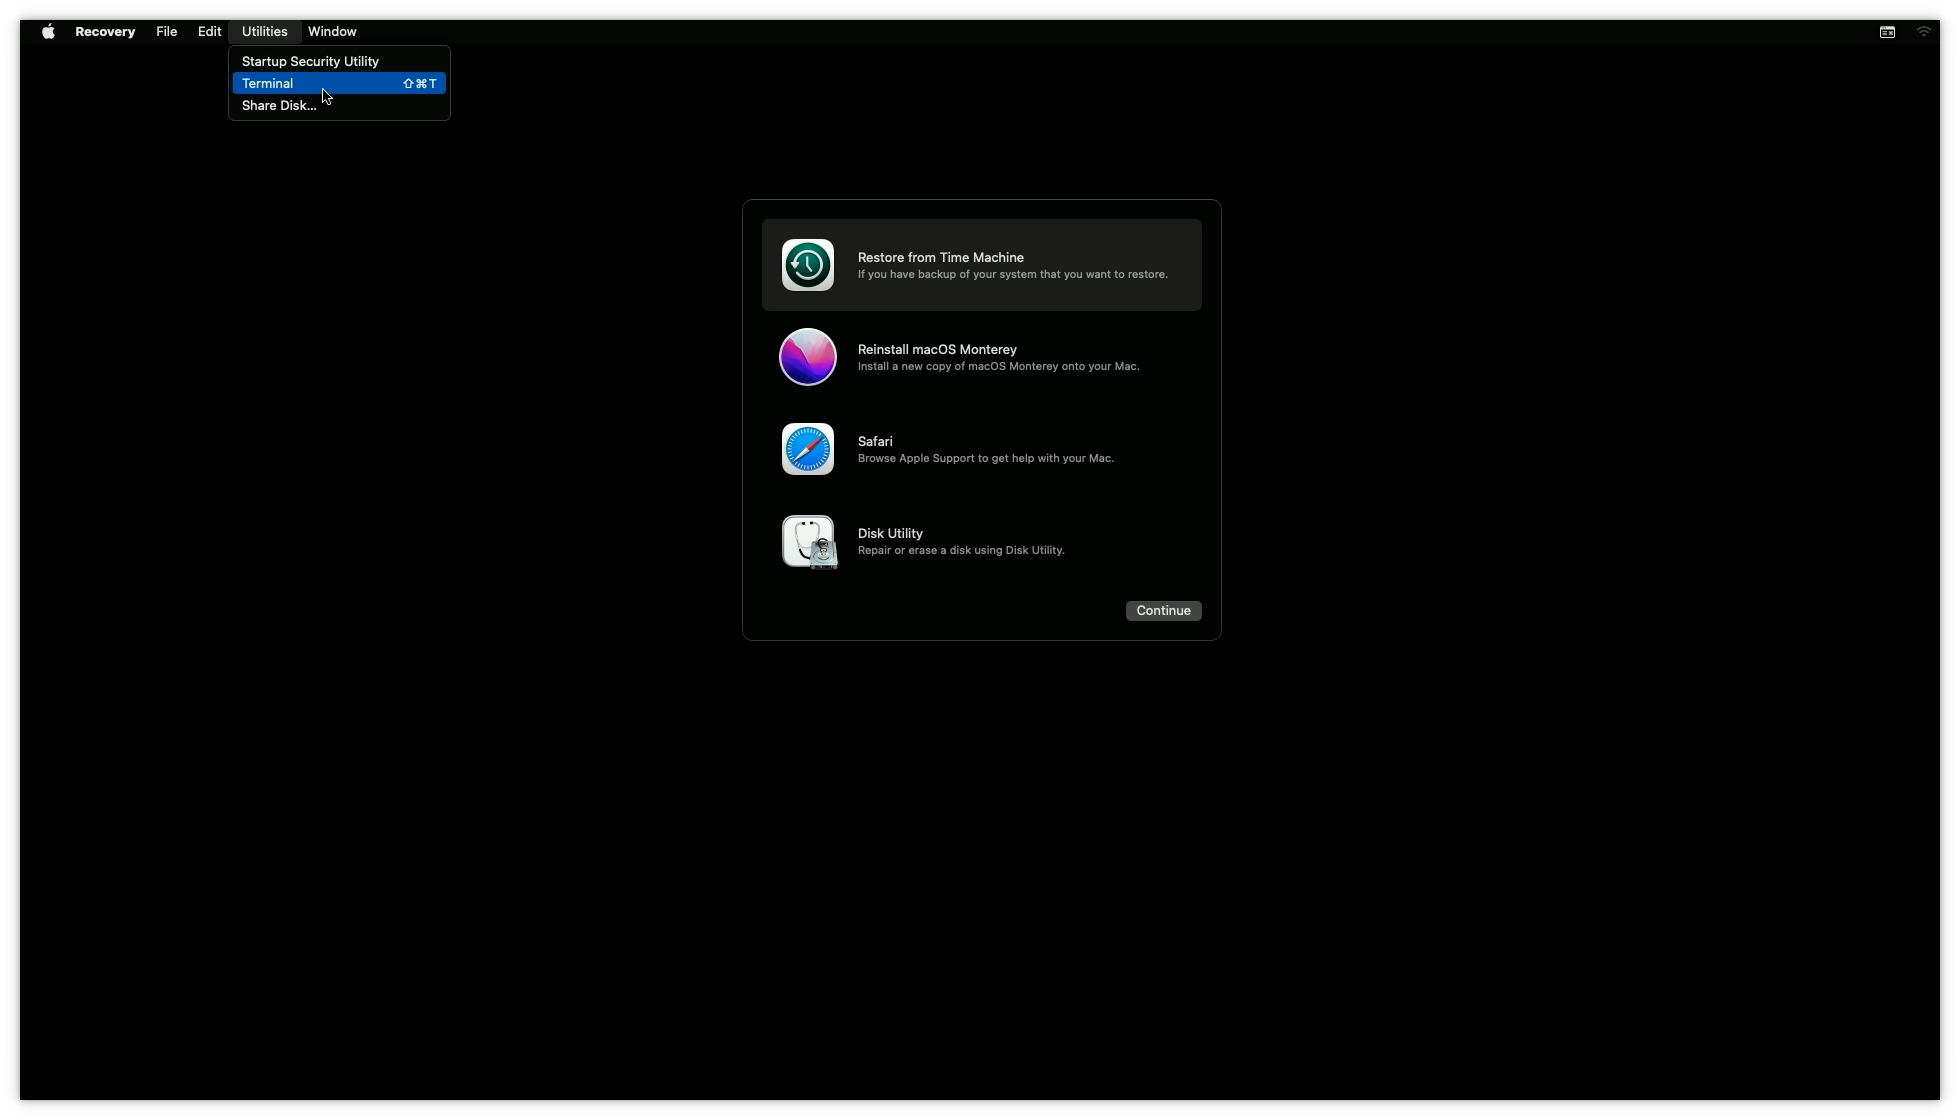 Recovery File Edit Utilities Window
Startup Security Utility
Terminal ⇧⌘T
Share Disk...
Restore from Time Machine
If you have backup of your system that you want to restore.
Reinstall macOS Monterey
Install a new copy of macOS Monterey onto your Mac.
Safari
Browse Apple Support to get help with your Mac.
Disk Utility
Repair or erase a disk using Disk Utility.
Continue